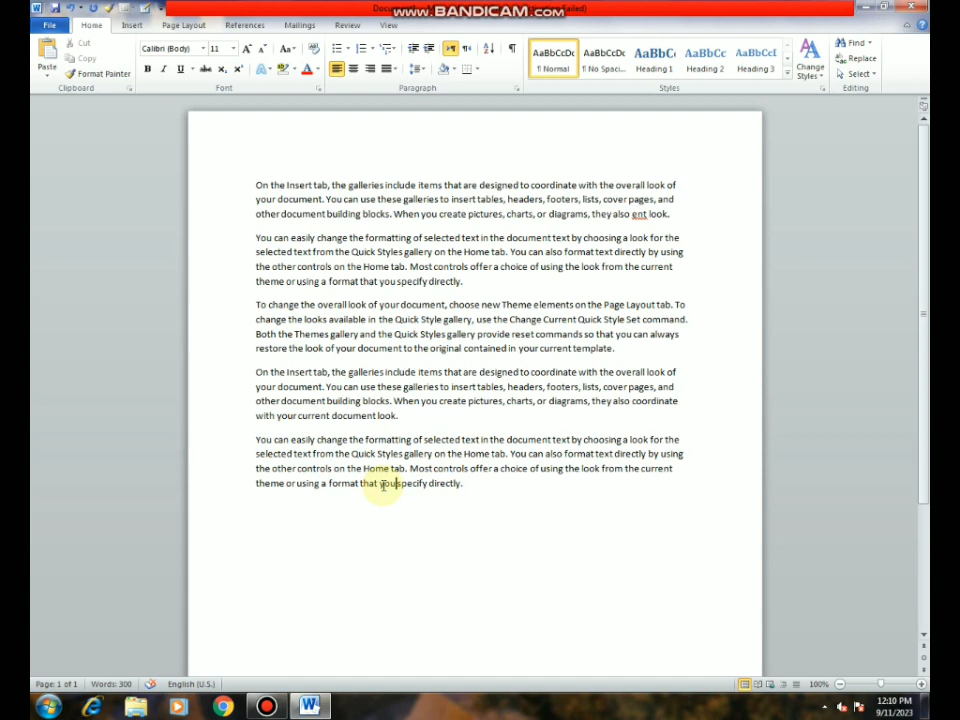 www.BANDICAM.com
File Home Insert Page Layout References Mailings Review View
Cut
Copy
Format Painter
Paste
Clipboard
Calibri (Body) 11
Font
Paragraph
AaBbCcDc AaBbCcDc AaBbC AaBbCc AaBbCcI
¶ Normal ¶ No Spaci... Heading 1 Heading 2 Heading 3
Change
Styles
Styles
Find
Replace
Select
Editing
On the Insert tab, the galleries include items that are designed to coordinate with the overall look of
your document. You can use these galleries to insert tables, headers, footers, lists, cover pages, and
other document building blocks. When you create pictures, charts, or diagrams, they also ent look.
You can easily change the formatting of selected text in the document text by choosing a look for the
selected text from the Quick Styles gallery on the Home tab. You can also format text directly by using
the other controls on the Home tab. Most controls offer a choice of using the look from the current
theme or using a format that you specify directly.
To change the overall look of your document, choose new Theme elements on the Page Layout tab. To
change the looks available in the Quick Style gallery, use the Change Current Quick Style Set command.
Both the Themes gallery and the Quick Styles gallery provide reset commands so that you can always
restore the look of your document to the original contained in your current template.
On the Insert tab, the galleries include items that are designed to coordinate with the overall look of
your document. You can use these galleries to insert tables, headers, footers, lists, cover pages, and
other document building blocks. When you create pictures, charts, or diagrams, they also coordinate
with your current document look.
You can easily change the formatting of selected text in the document text by choosing a look for the
selected text from the Quick Styles gallery on the Home tab. You can also format text directly by using
the other controls on the Home tab. Most controls offer a choice of using the look from the current
theme or using a format that you specify directly.
Page: 1 of 1 Words: 300 English (U.S.) 100%
12:10 PM
9/11/2023